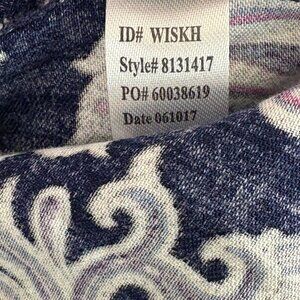 ID# WISKH
Style# 8131417
PO# 60038619
Date 061017